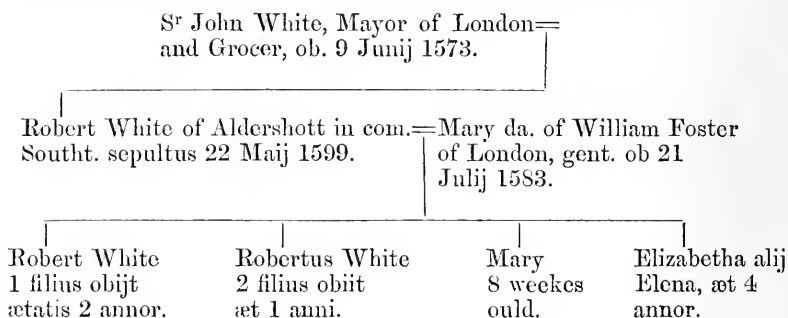 Sʳ John White, Mayor of London=
and Grocer, ob. 9 Junij 1573.
Robert White of Aldershott in com.=Mary da. of William Foster
Southt. sepultus 22 Maij 1599.
of London, gent. ob 21
Julij 1583.
Robert White
1 filius obijt
ætatis 2 annor.
Robertus White
2 filius obiit
æt 1 anni.
Mary
8 weekes
ould.
Elizabetha alij
Elena, æt 4
annor.